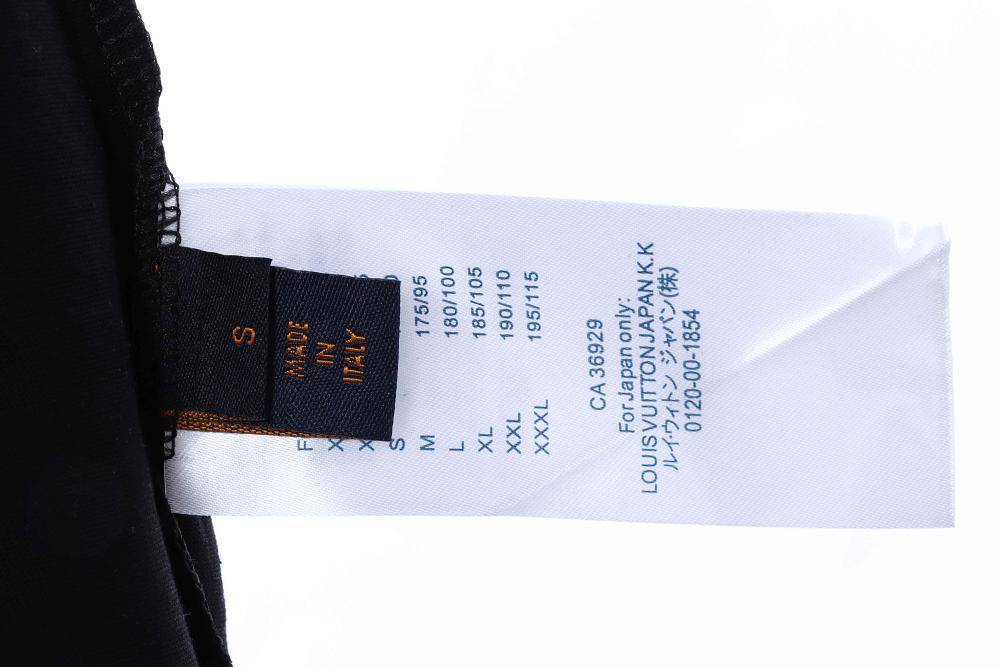 S
MADE
IN
ITALY
S
M 175/95
L 180/100
XL 185/105
XXL 190/110
XXXL 195/115
CA 36929
For Japan only:
LOUIS VUITTON JAPAN K.K
ルイ・ヴィトン ジャパン(株)
0120-00-1854